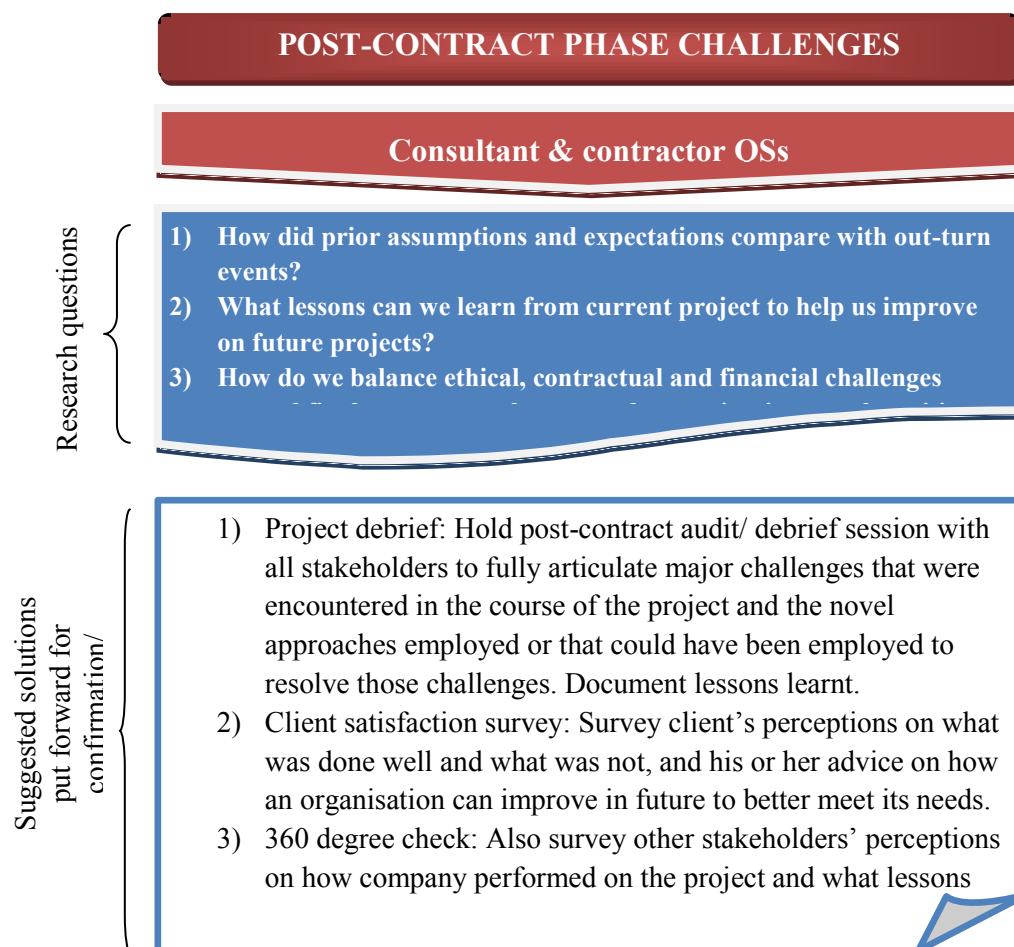 POST-CONTRACT PHASE CHALLENGES
Consultant & contractor OSs
Research questions
1) How did prior assumptions and expectations compare with out-turn
events?
2) What lessons can we learn from current project to help us improve
on future projects?
3) How do we balance ethical, contractual and financial challenges
Suggested solutions
put forward for
confirmation/
1) Project debrief: Hold post-contract audit/ debrief session with
all stakeholders to fully articulate major challenges that were
encountered in the course of the project and the novel
approaches employed or that could have been employed to
resolve those challenges. Document lessons learnt.
2) Client satisfaction survey: Survey client’s perceptions on what
was done well and what was not, and his or her advice on how
an organisation can improve in future to better meet its needs.
3) 360 degree check: Also survey other stakeholders’ perceptions
on how company performed on the project and what lessons